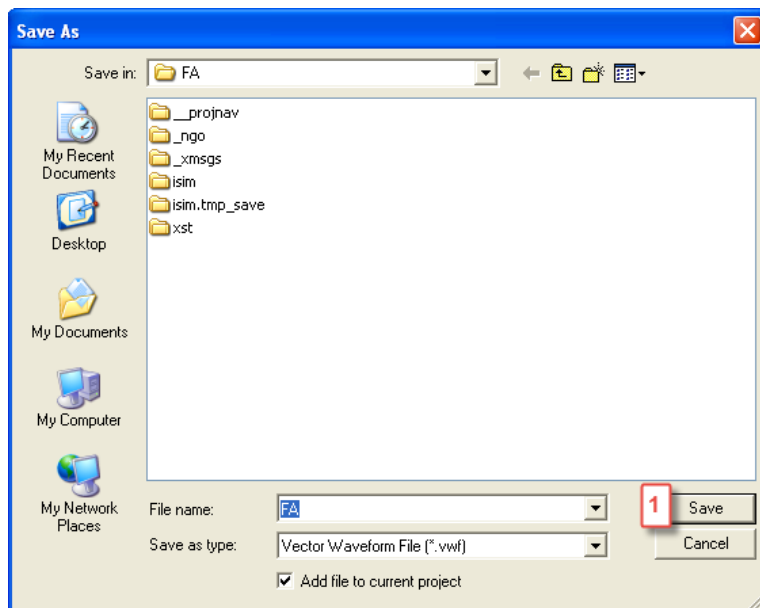 Save As
Save in:
FA
My Recent
Documents
Desktop
My Documents
My Computer
My Network
Places
__projnav
_ngo
_xmsgs
isim
isim.tmp_save
xst
File name:
FA
1
Save
Save as type:
Vector Waveform File (*.vwf)
Cancel
Add file to current project